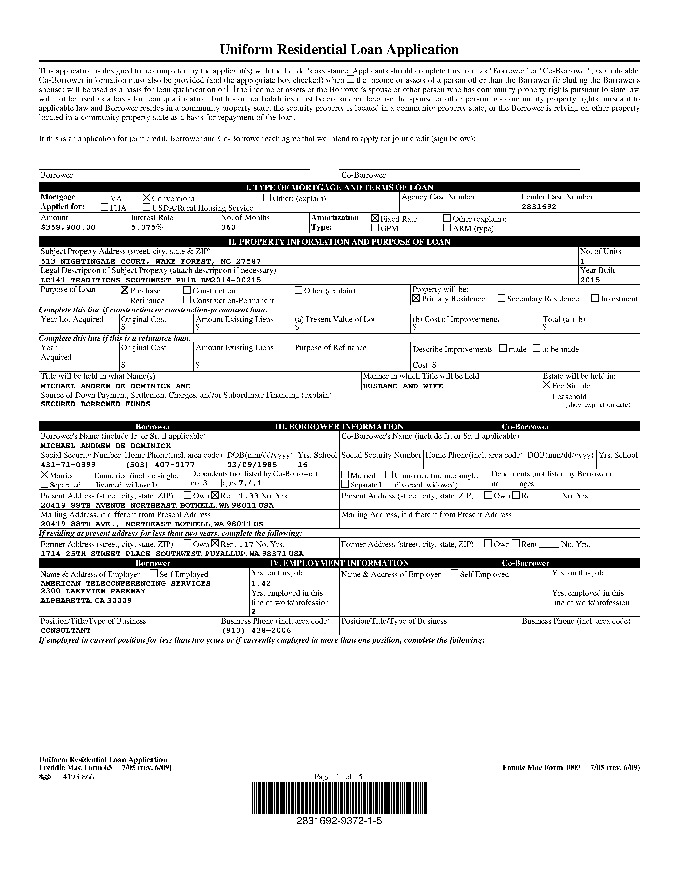 Uniform Residential Loan Application
This application is designed to be completed by the applicant(s) with the Lender's assistance. Applicants should complete this form as "Borrower" or "Co-Borrower", as applicable.
Co-Borrower information must also be provided (and the appropriate box checked) when the income or assets of a person other than the Borrower (including the Borrower's
spouse) will be used as a basis for loan qualification or the income or assets of the Borrower's spouse or other person who has community property rights pursuant to state law
will not be used as a basis for loan qualification, but his or her liabilities must be considered because the spouse or other person has community property rights pursuant to
applicable law and Borrower resides in a community property state, the security property is located in a community property state, or the Borrower is relying on other property
located in a community property state as a basis for repayment of the loan.
If this is an application for joint credit, Borrower and Co-Borrower each agree that we intend to apply for joint credit (sign below):
Borrower Co-Borrower
I. TYPE OF MORTGAGE AND TERMS OF LOAN
Mortgage VA Conventional Other (explain) Agency Case Number Lender Case Number
Applied for: FHA USDA/Rural Housing Service 2831692
Amount Interest Rate No. of Months Amortization Fixed Rate Other (explain):
$359,900.00 360 Type: GPM ARM (type):
II. PROPERTY INFORMATION AND PURPOSE OF LOAN
Subject Property Address (street, city, state & ZIP) No. of Units
513 NIGHTINGALE COURT, WAKE FOREST, NC 27587 1
Legal Description of Subject Property (attach description if necessary) Year Built
LC141 TRADITIONS SOUTHWEST PH1B BM2014-00215 2015
Purpose of Loan Purchase Construction Other (explain) Property will be:
Refinance Construction-Permanent Primary Residence Secondary Residence Investment
Complete this line if construction or construction-permanent loan.
Year Lot Acquired Original Cost Amount Existing Liens (a) Present Value of Lot (b) Cost of Improvements Total (a+b)
$ $ $ $ $
Complete this line if this is a refinance loan.
Year Original Cost Amount Existing Liens Purpose of Refinance Describe Improvements made to be made
Acquired
$ $ Cost: $
Title will be held in what Name(s) Manner in which Title will be held Estate will be held in:
MICHAEL ANDREW DE DOMINICK AND HUSBAND AND WIFE Fee Simple
Source of Down Payment, Settlement Charges, and/or Subordinate Financing (explain) Leasehold
SECURED BORROWED FUNDS (show expiration date)
Borrower III. BORROWER INFORMATION Co-Borrower
Borrower's Name (include Jr. or Sr. if applicable) Co-Borrower's Name (include Jr. or Sr. if applicable)
MICHAEL ANDREW DE DOMINICK
Social Security Number Home Phone (incl. area code) DOB (mm/dd/yyyy) Yrs. School Social Security Number Home Phone (incl. area code) DOB (mm/dd/yyyy) Yrs. School
(503) 407-0177 03/09/1985 16
Married Unmarried (include single, Dependents (not listed by Co-Borrower) Married Unmarried (include single, Dependents (not listed by Borrower)
Separated divorced, widowed) no. 3 ages Separated divorced, widowed) no. ages
Present Address (street, city, state, ZIP) Own Rent 1.33 No. Yrs. Present Address (street, city, state, ZIP) Own Rent No. Yrs.
20419 88TH AVENUE NORTHEAST, BOTHELL, WA 98011 USA
Mailing Address, if different from Present Address Mailing Address, if different from Present Address
20419 88TH AVE., NORTHEAST BOTHELL, WA 98011 US
If residing at present address for less than two years, complete the following:
Former Address (street, city, state, ZIP) Own Rent No. Yrs. Former Address (street, city, state, ZIP) Own Rent No. Yrs.
1714 25TH STREET PLACE SOUTHWEST, PUYALLUP, WA 98371 USA
Borrower IV. EMPLOYMENT INFORMATION Co-Borrower
Name & Address of Employer Self Employed Yrs. on this job Name & Address of Employer Self Employed Yrs. on this job
AMERICAN TELECONFERENCING SERVICES 1.42
2300 LAKEVIEW PARKWAY Yrs. employed in this Yrs. employed in this
ALPHARETTA, CA 30009 line of work/profession line of work/profession
2
Position/Title/Type of Business Business Phone (incl. area code) Position/Title/Type of Business Business Phone (incl. area code)
CONSULTANT (913) 438-2006
If employed in current position for less than two years or if currently employed in more than one position, complete the following:
Uniform Residential Loan Application
Freddie Mac Form 65 7/05 (rev. 6/09) Fannie Mae Form 1003 7/05 (rev. 6/09)
Page 1 of 5
2831692-9372-1-5